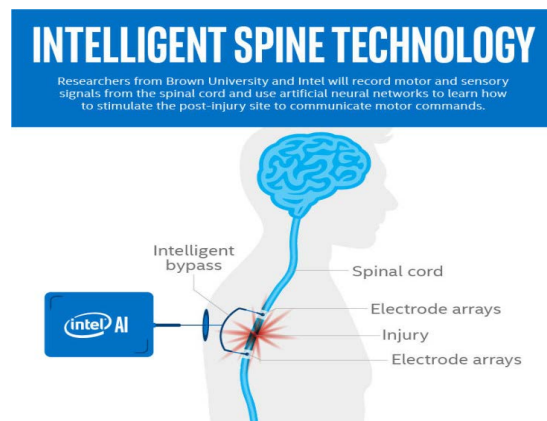 INTELLIGENT SPINE TECHNOLOGY
Researchers from Brown University and Intel will record motor and sensory
signals from the spinal cord and use artificial neural networks to learn how
to stimulate the post-injury site to communicate motor commands.
Intelligent
bypass
Spinal cord
Electrode arrays
intel AI
Injury
Electrode arrays